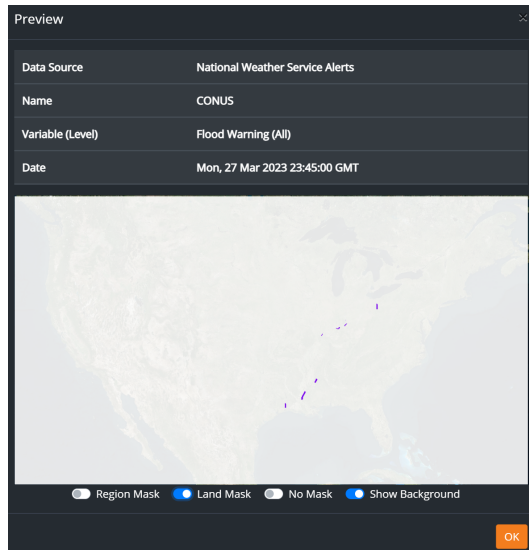 Preview
Data Source National Weather Service Alerts
Name CONUS
Variable (Level) Flood Warning (All)
Date Mon, 27 Mar 2023 23:45:00 GMT
Region Mask Land Mask No Mask Show Background
OK